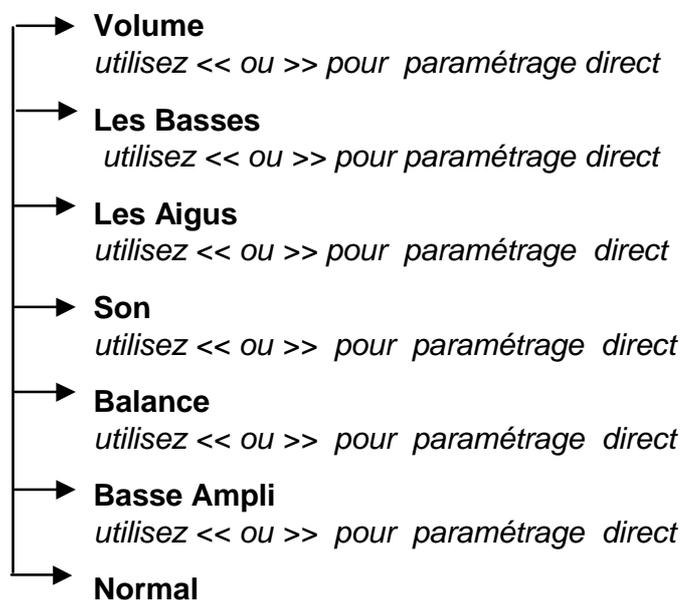 Volume
utilisez << ou >> pour paramétrage direct
Les Basses
utilisez << ou >> pour paramétrage direct
Les Aigus
utilisez << ou >> pour paramétrage direct
Son
utilisez << ou >> pour paramétrage direct
Balance
utilisez << ou >> pour paramétrage direct
Basse Ampli
utilisez << ou >> pour paramétrage direct
Normal